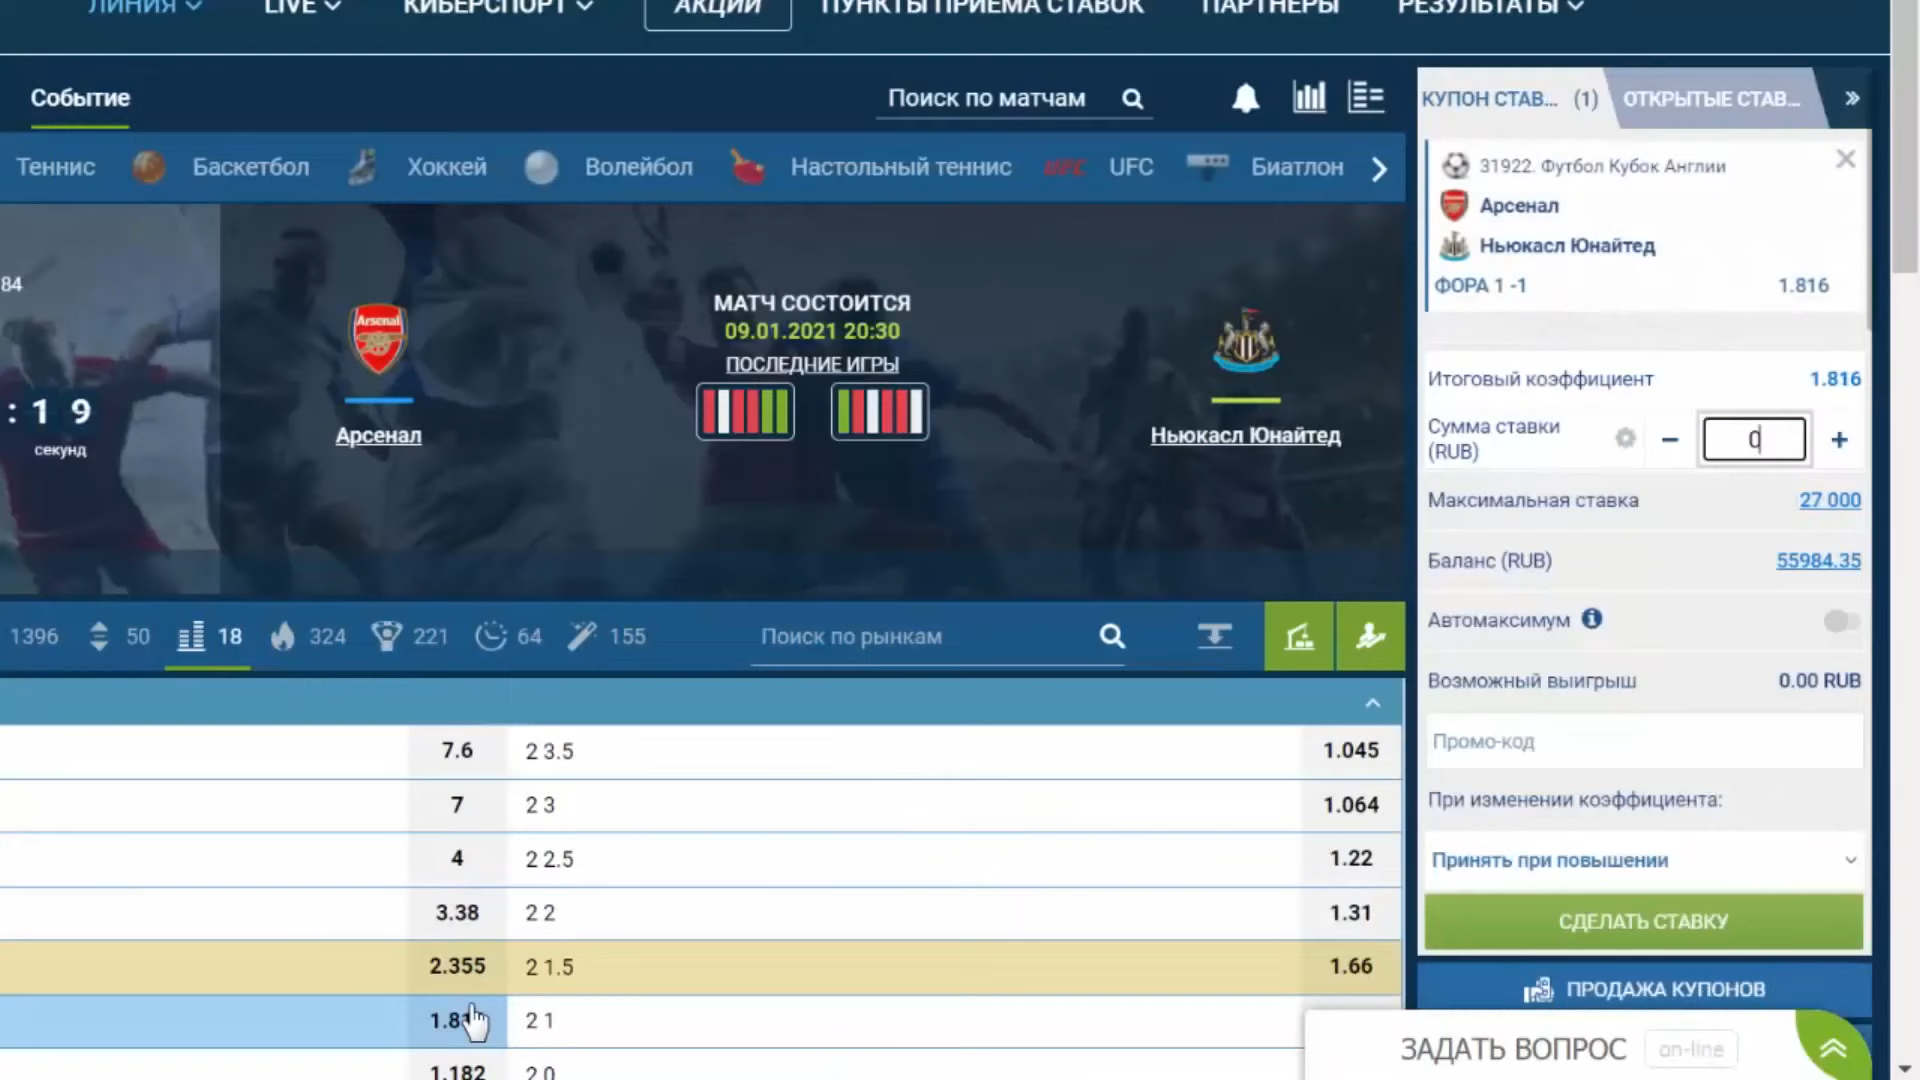 ЛИНИЯ LIVE КИБЕРСПОРТ АКЦИИ ПУНКТЫ ПРИЕМА СТАВОК ПАРТНЕРЫ РЕЗУЛЬТАТЫ
Событие
Поиск по матчам
Теннис Баскетбол Хоккей Волейбол Настольный теннис UFC UFC Биатлон
84
:19
секунд
Arsenal
Арсенал
МАТЧ СОСТОИТСЯ
09.01.2021 20:30
ПОСЛЕДНИЕ ИГРЫ
Ньюкасл Юнайтед
1396 50 18 324 221 64 155
Поиск по рынкам
7.6 2 3.5 1.045
7 2 3 1.064
4 2 2.5 1.22
3.38 2 2 1.31
2.355 2 1.5 1.66
2 1
1.182 2 0
КУПОН СТАВ... (1) ОТКРЫТЫЕ СТАВ...
31922. Футбол Кубок Англии
Арсенал
Ньюкасл Юнайтед
ФОРА 1 -1 1.816
Итоговый коэффициент 1.816
Сумма ставки
(RUB) − 0 +
Максимальная ставка 27 000
Баланс (RUB) 55984.35
Автомаксимум
Возможный выигрыш 0.00 RUB
Промо-код
При изменении коэффициента:
Принять при повышении
СДЕЛАТЬ СТАВКУ
ПРОДАЖА КУПОНОВ
ЗАДАТЬ ВОПРОС on-line